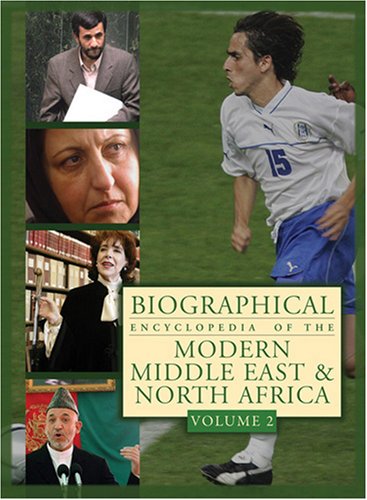 15
BIOGRAPHICAL
ENCYCLOPEDIA OF THE
MODERN
MIDDLE EAST &
NORTH AFRICA
VOLUME 2